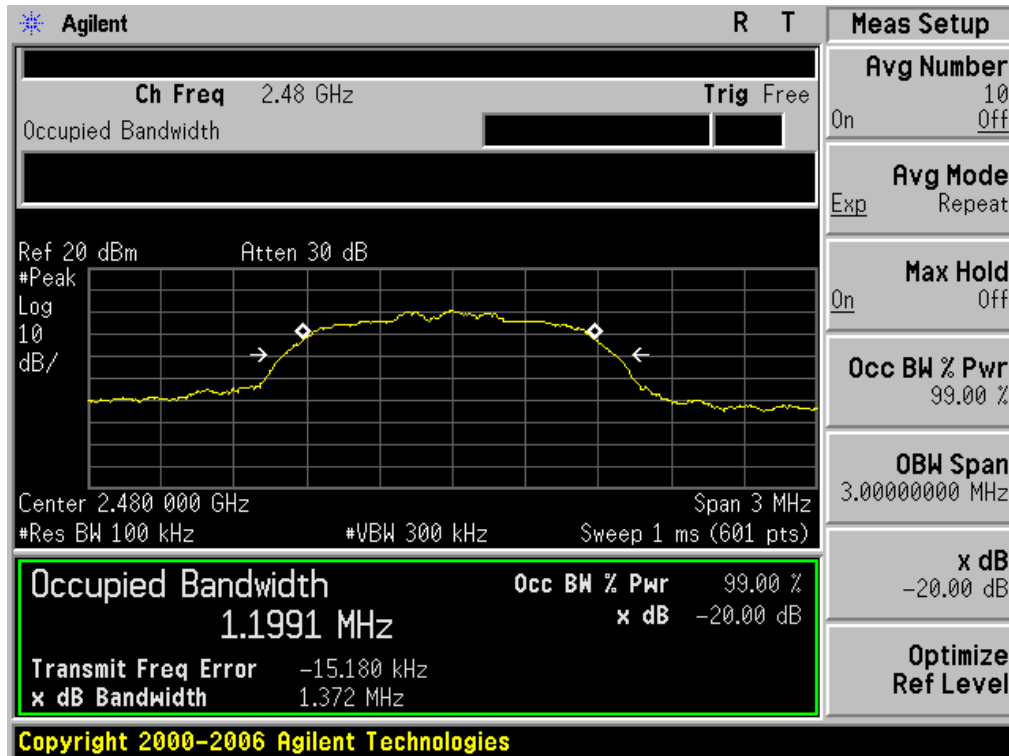 Agilent R T
Ch Freq 2.48 GHz Trig Free
Occupied Bandwidth
Ref 20 dBm Atten 30 dB
#Peak
Log
10
dB/
Center 2.480 000 GHz Span 3 MHz
#Res BW 100 kHz #VBW 300 kHz Sweep 1 ms (601 pts)
Occupied Bandwidth Occ BW % Pwr 99.00 %
1.1991 MHz x dB -20.00 dB
Transmit Freq Error -15.180 kHz
x dB Bandwidth 1.372 MHz
Meas Setup
Avg Number
10
On Off
Avg Mode
Exp Repeat
Max Hold
On Off
Occ BW % Pwr
99.00 %
OBW Span
3.00000000 MHz
x dB
-20.00 dB
Optimize
Ref Level
Copyright 2000-2006 Agilent Technologies